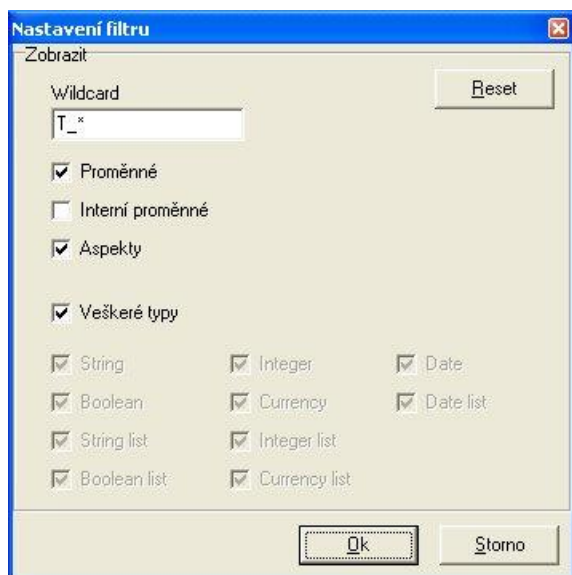 Nastavení filtru
Zobrazit
Wildcard
Reset
T_*
Proměnné
Interní proměnné
Aspekty
Veškeré typy
String Integer Date
Boolean Currency Date list
String list Integer list
Boolean list Currency list
Ok Storno